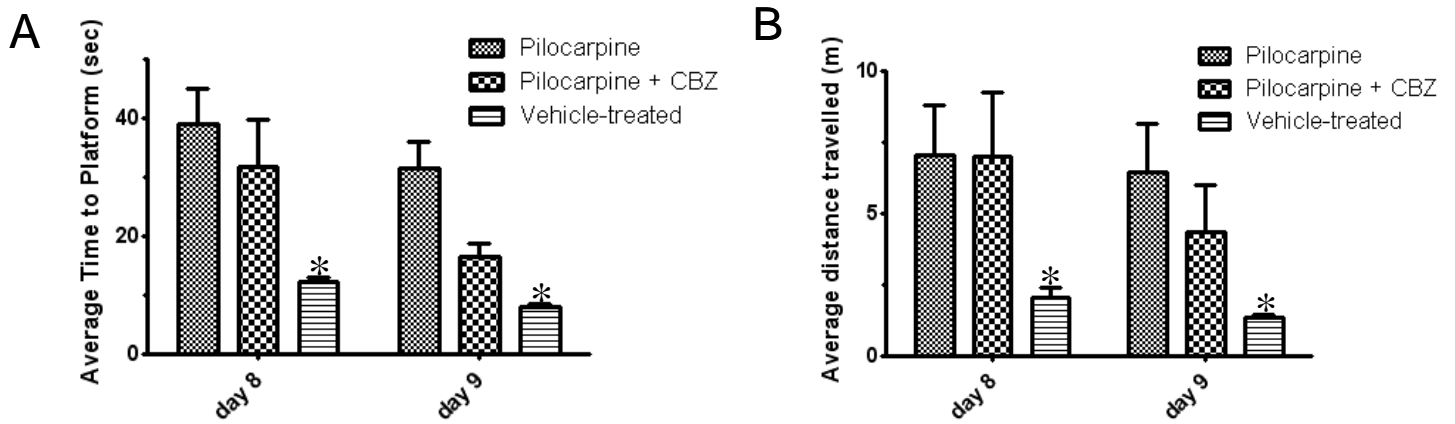 A
Average Time to Platform (sec)
40
20
0
day 8
day 9
Pilocarpine
Pilocarpine + CBZ
Vehicle-treated
*
*
B
Average distance travelled (m)
10
5
0
day 8
day 9
Pilocarpine
Pilocarpine + CBZ
Vehicle-treated
*
*